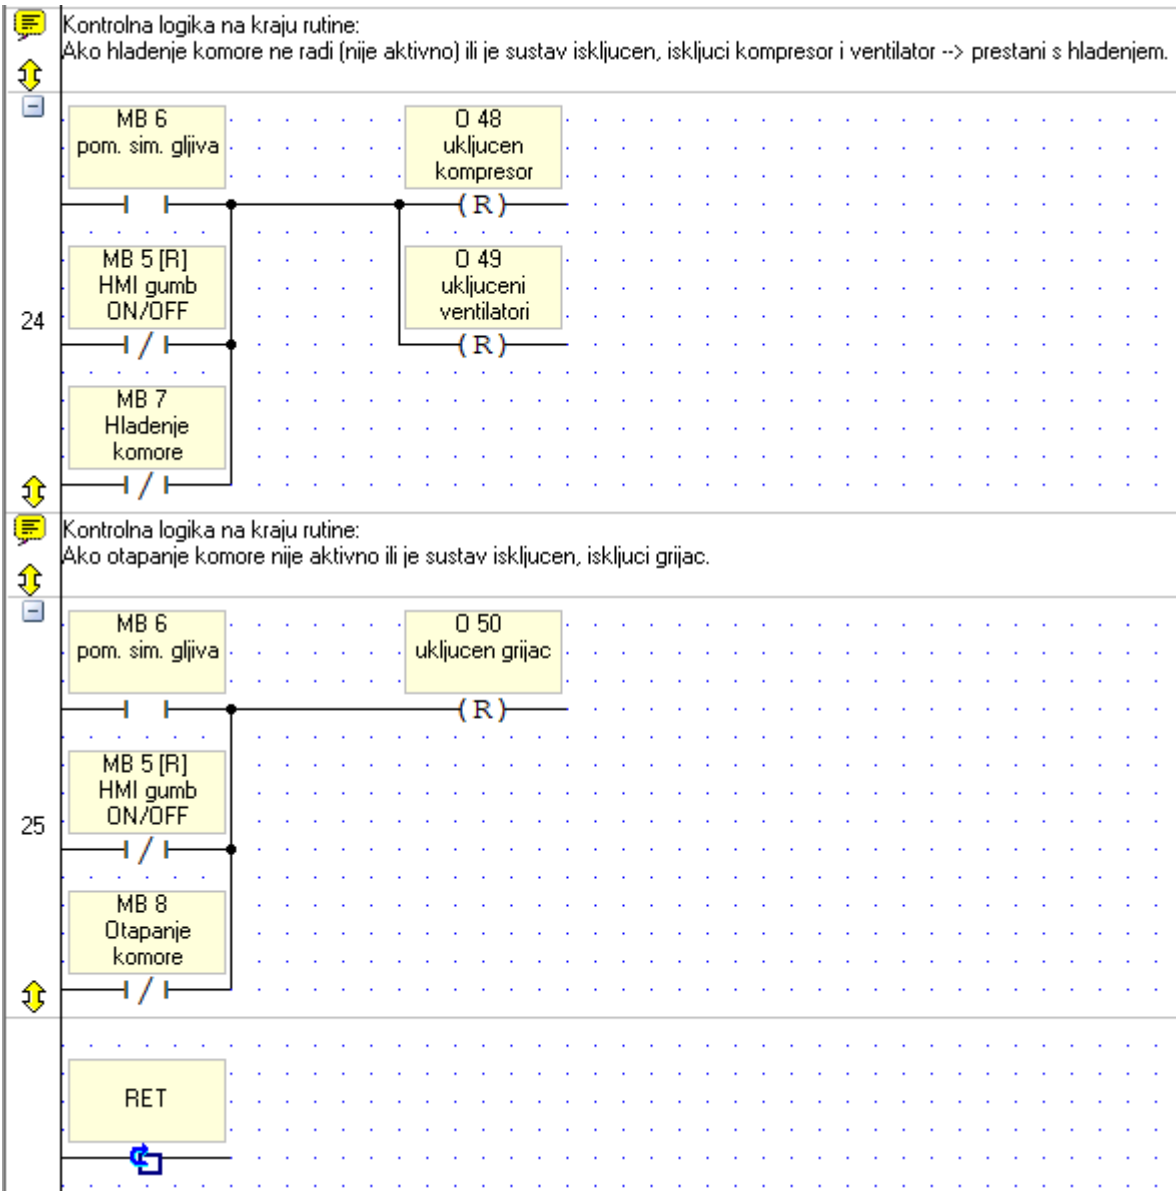 Kontrolna logika na kraju rutine:
Ako hladenje komore ne radi (nije aktivno) ili je sustav iskljucen, iskljuci kompresor i ventilator --> prestani s hladenjem.
MB 6
pom. sim. gljiva
O 48
ukljucen
kompresor
( R )
MB 5 [R]
HMI gumb
ON/OFF
O 49
ukljuceni
ventilatori
( R )
24
MB 7
Hladenje
komore
Kontrolna logika na kraju rutine:
Ako otapanje komore nije aktivno ili je sustav iskljucen, iskljuci grijac.
MB 6
pom. sim. gljiva
O 50
ukljucen grijac
( R )
MB 5 [R]
HMI gumb
ON/OFF
25
MB 8
Otapanje
komore
RET